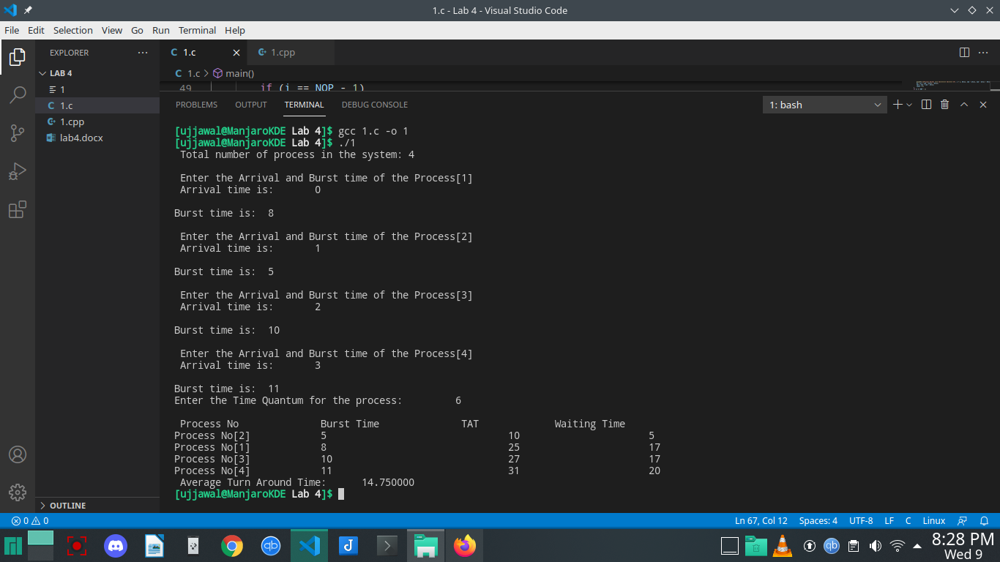 1.c - Lab 4 - Visual Studio Code
File Edit Selection View Go Run Terminal Help
EXPLORER
LAB 4
1
C 1.c
1.cpp
lab4.docx
OUTLINE
C 1.c
1.cpp
C 1.c > main()
49 if (i == NOP - 1)
PROBLEMS OUTPUT TERMINAL DEBUG CONSOLE
1: bash
[ujjawal@ManjaroKDE Lab 4]$ gcc 1.c -o 1
[ujjawal@ManjaroKDE Lab 4]$ ./1
Total number of process in the system: 4
Enter the Arrival and Burst time of the Process[1]
Arrival time is: 0
Burst time is: 8
Enter the Arrival and Burst time of the Process[2]
Arrival time is: 1
Burst time is: 5
Enter the Arrival and Burst time of the Process[3]
Arrival time is: 2
Burst time is: 10
Enter the Arrival and Burst time of the Process[4]
Arrival time is: 3
Burst time is: 11
Enter the Time Quantum for the process: 6
Process No Burst Time TAT Waiting Time
Process No[2] 5 10 5
Process No[1] 8 25 17
Process No[3] 10 27 17
Process No[4] 11 31 20
Average Turn Around Time: 14.750000
[ujjawal@ManjaroKDE Lab 4]$
0 0 Ln 67, Col 12 Spaces: 4 UTF-8 LF C Linux
qb J qb 8:28 PM
Wed 9